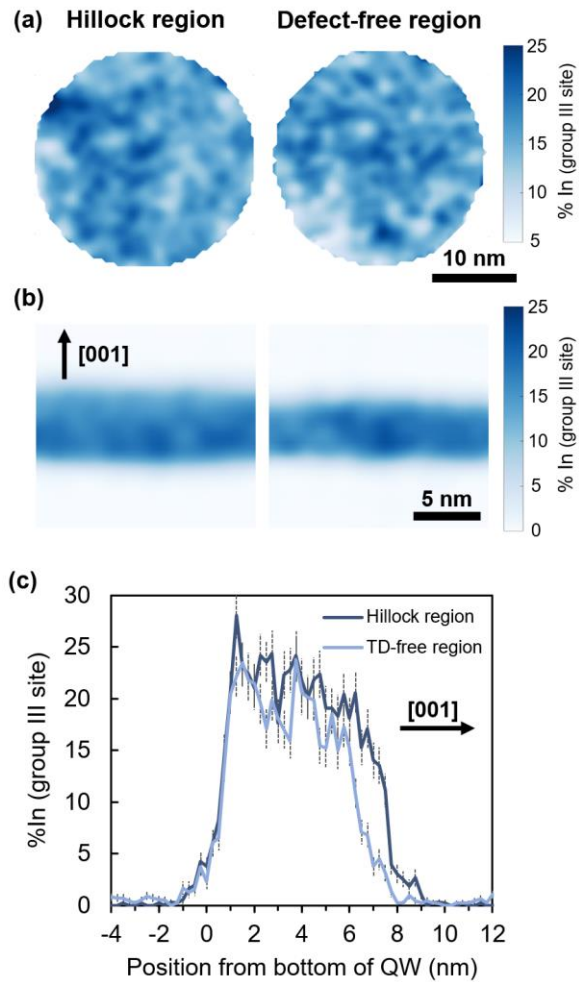 (a) Hillock region Defect-free region
25
20
15
10
5
% In (group III site)
10 nm
(b)
[001]
25
20
15
10
5
0
% In (group III site)
5 nm
(c)
30
25
20
15
10
5
0
%In (group III site)
Hillock region
TD-free region
[001]
-4 -2 0 2 4 6 8 10 12
Position from bottom of QW (nm)